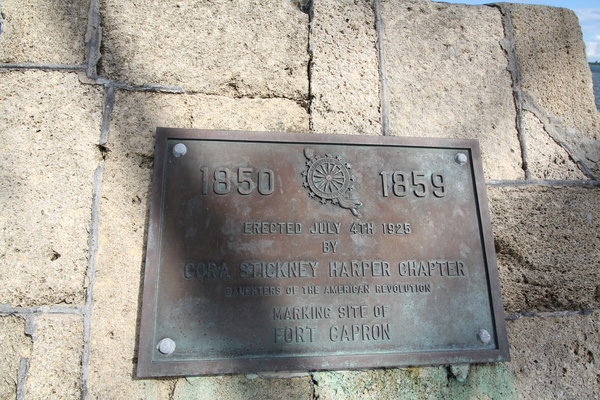 1850 1859
ERECTED JULY 4TH 1925
BY
CORA STICKNEY HARPER CHAPTER
DAUGHTERS OF THE AMERICAN REVOLUTION
MARKING SITE OF
FORT CAPRON